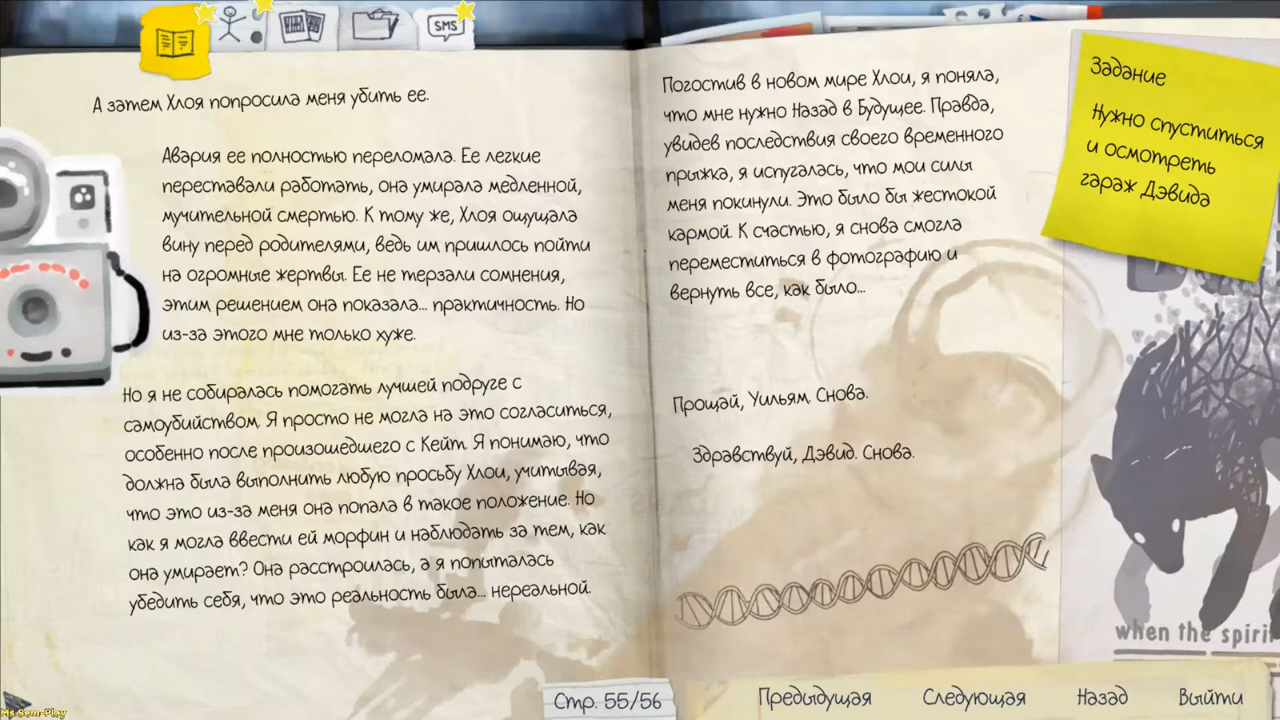 SMS
А затем Хлоя попросила меня убить ее.
Авария ее полностью переломала. Ее легкие
переставали работать, она умирала медленной,
мучительной смертью. К тому же, Хлоя ощущала
вину перед родителями, ведь им пришлось пойти
на огромные жертвы. Ее не терзали сомнения,
этим решением она показала... практичность. Но
из-за этого мне только хуже.
Но я не собиралась помогать лучшей подруге с
самоубийством. Я просто не могла на это согласиться,
особенно после произошедшего с Кейт. Я понимаю, что
должна была выполнить любую просьбу Хлои, учитывая,
что это из-за меня она попала в такое положение. Но
как я могла ввести ей морфин и наблюдать за тем, как
она умирает? Она расстроилась, а я попыталась
убедить себя, что это реальность была... нереальной.
Погостив в новом мире Хлои, я поняла,
что мне нужно Назад в Будущее. Правда,
увидев последствия своего временного
прыжка, я испугалась, что мои силы
меня покинули. Это было бы жестокой
кармой. К счастью, я снова смогла
переместиться в фотографию и
вернуть все, как было...
Прощай, Уильям. Снова.
Здравствуй, Дэвид. Снова.
Задание
Нужно спуститься
и осмотреть
гараж Дэвида
when the spiri
Стр. 55/56
Предыдущая
Следующая
Назад
Выйти
Ms.Sem-Play